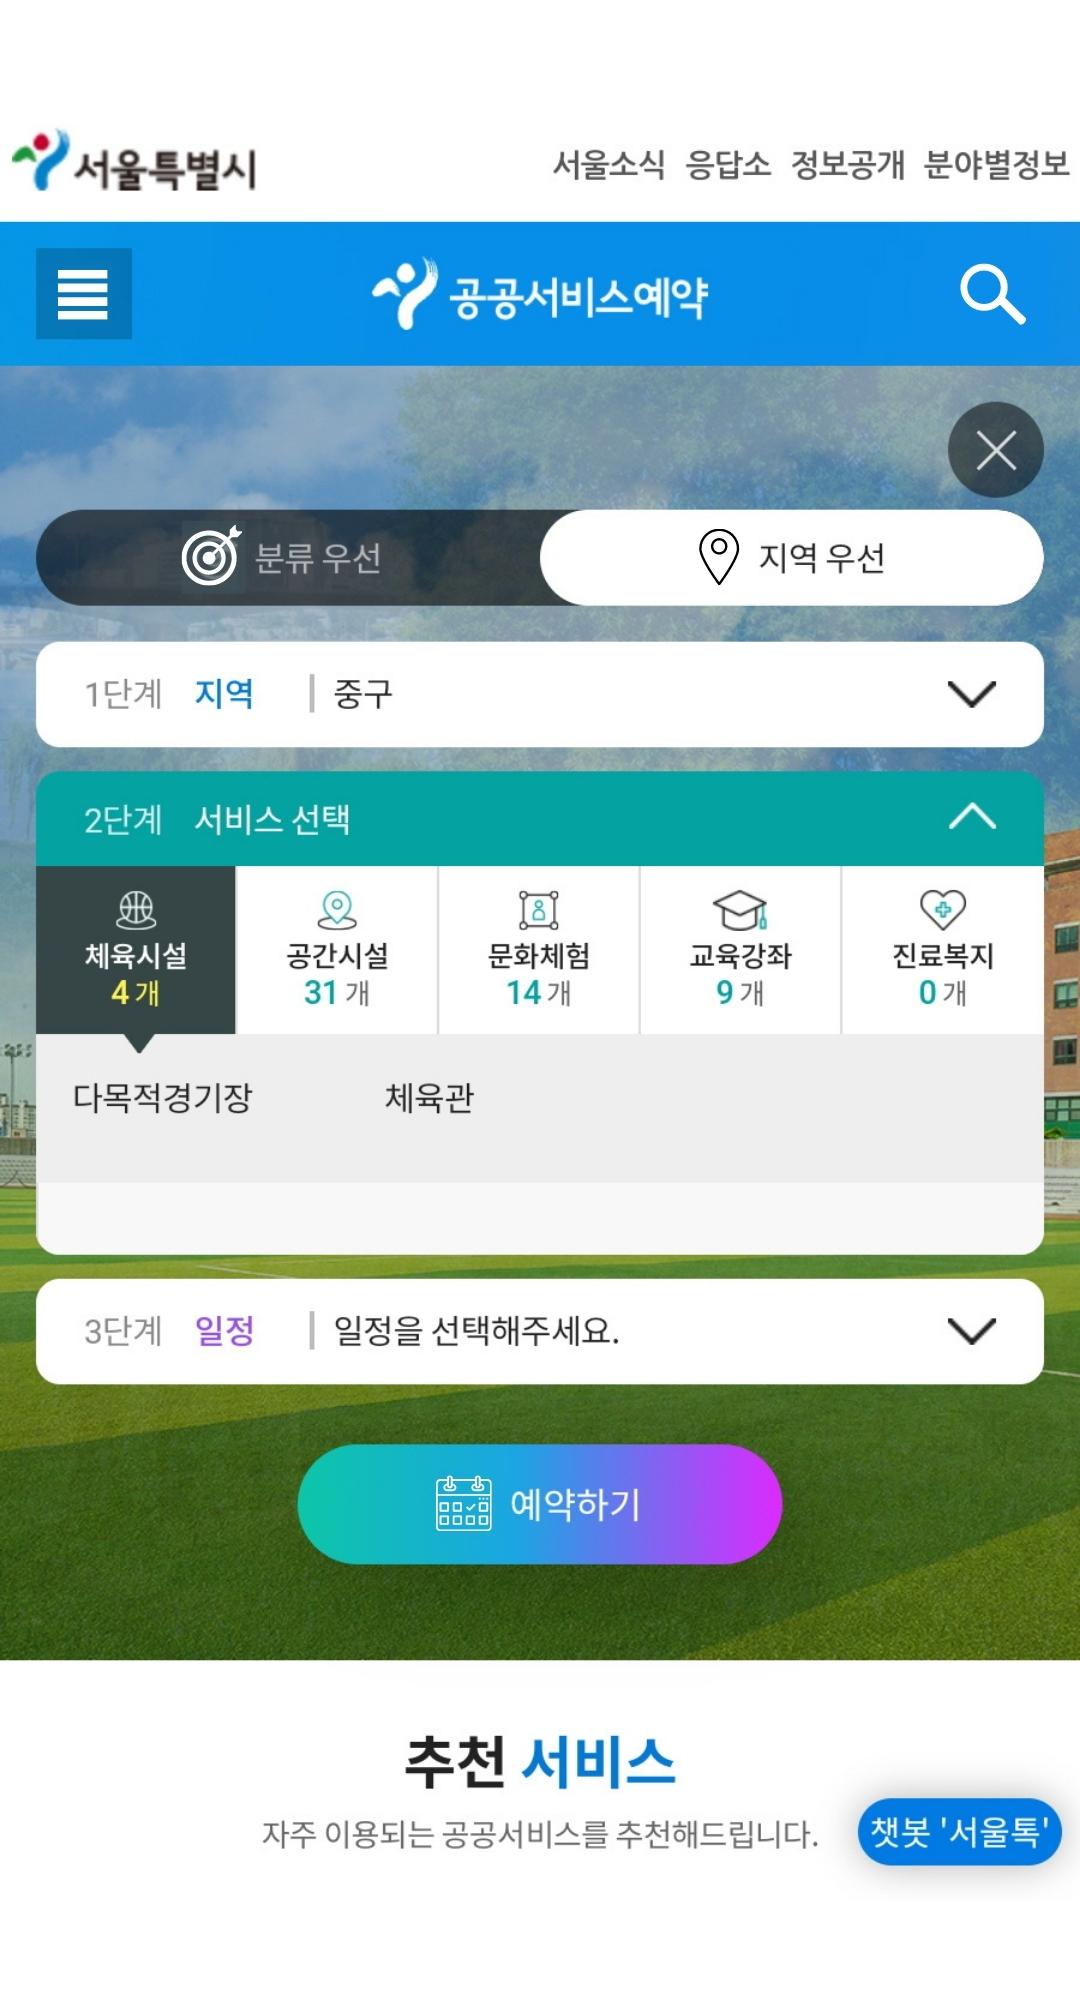 서울특별시
서울소식 응답소 정보공개 분야별정보
공공서비스예약
분류 우선 지역 우선
1단계 지역 중구
2단계 서비스 선택
체육시설 공간시설 문화체험 교육강좌 진료복지
4개 31개 14개 9개 0개
다목적경기장 체육관
3단계 일정 일정을 선택해주세요.
예약하기
추천 서비스
자주 이용되는 공공서비스를 추천해드립니다.
챗봇 '서울톡'